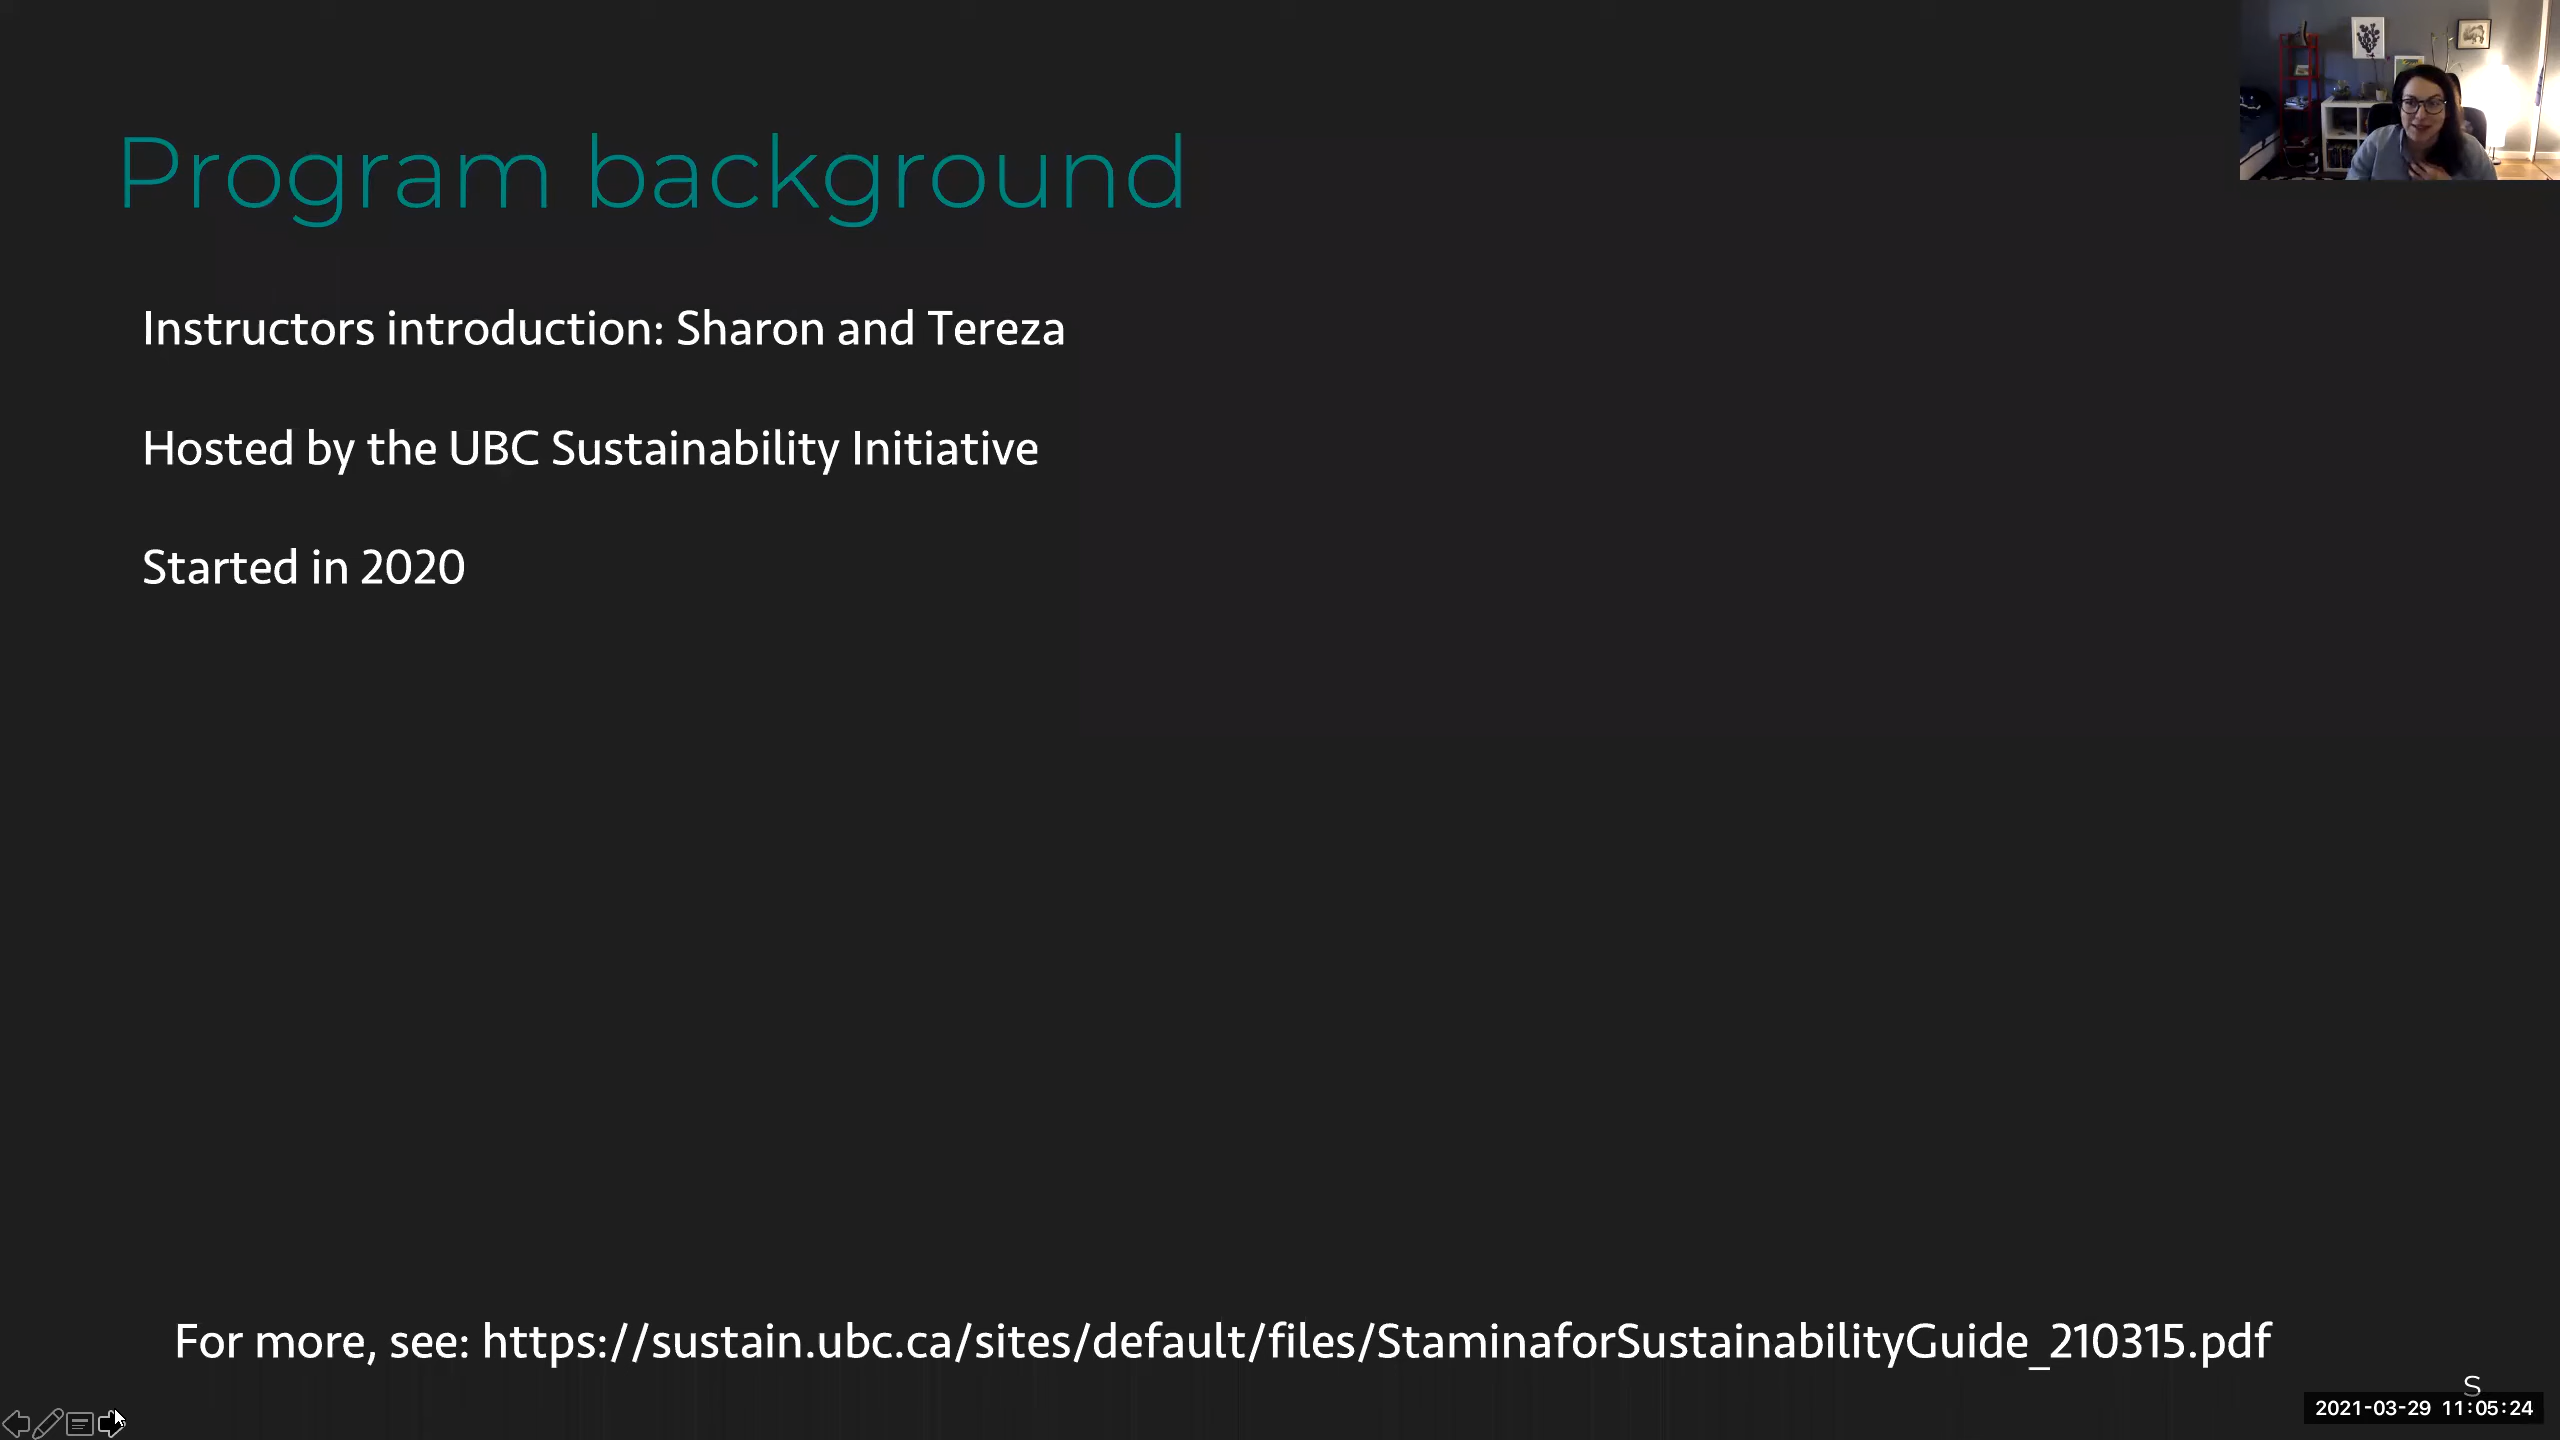 Program background
Instructors introduction: Sharon and Tereza
Hosted by the UBC Sustainability Initiative
Started in 2020
For more, see: https://sustain.ubc.ca/sites/default/files/StaminaforSustainabilityGuide_210315.pdf
S
2021-03-29 11:05:24